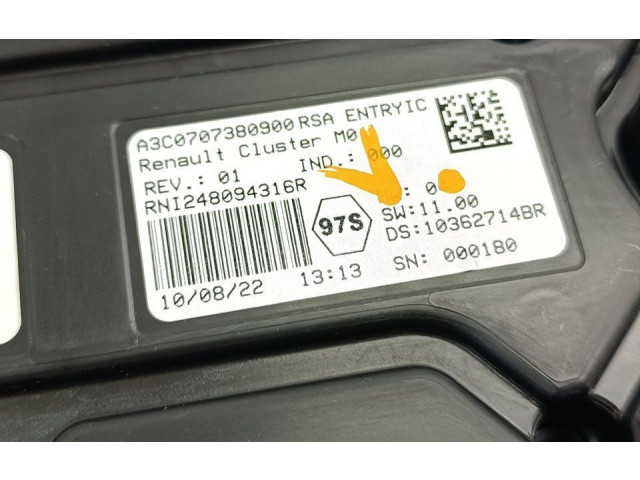 A3C0707380900 RSA ENTRYIC
Renault Cluster M0
REV.: 01 IND.: 000
RNI248094316R
97S
SW:11.00
DS:10362714BR
10/08/22 13:13 SN: 000180